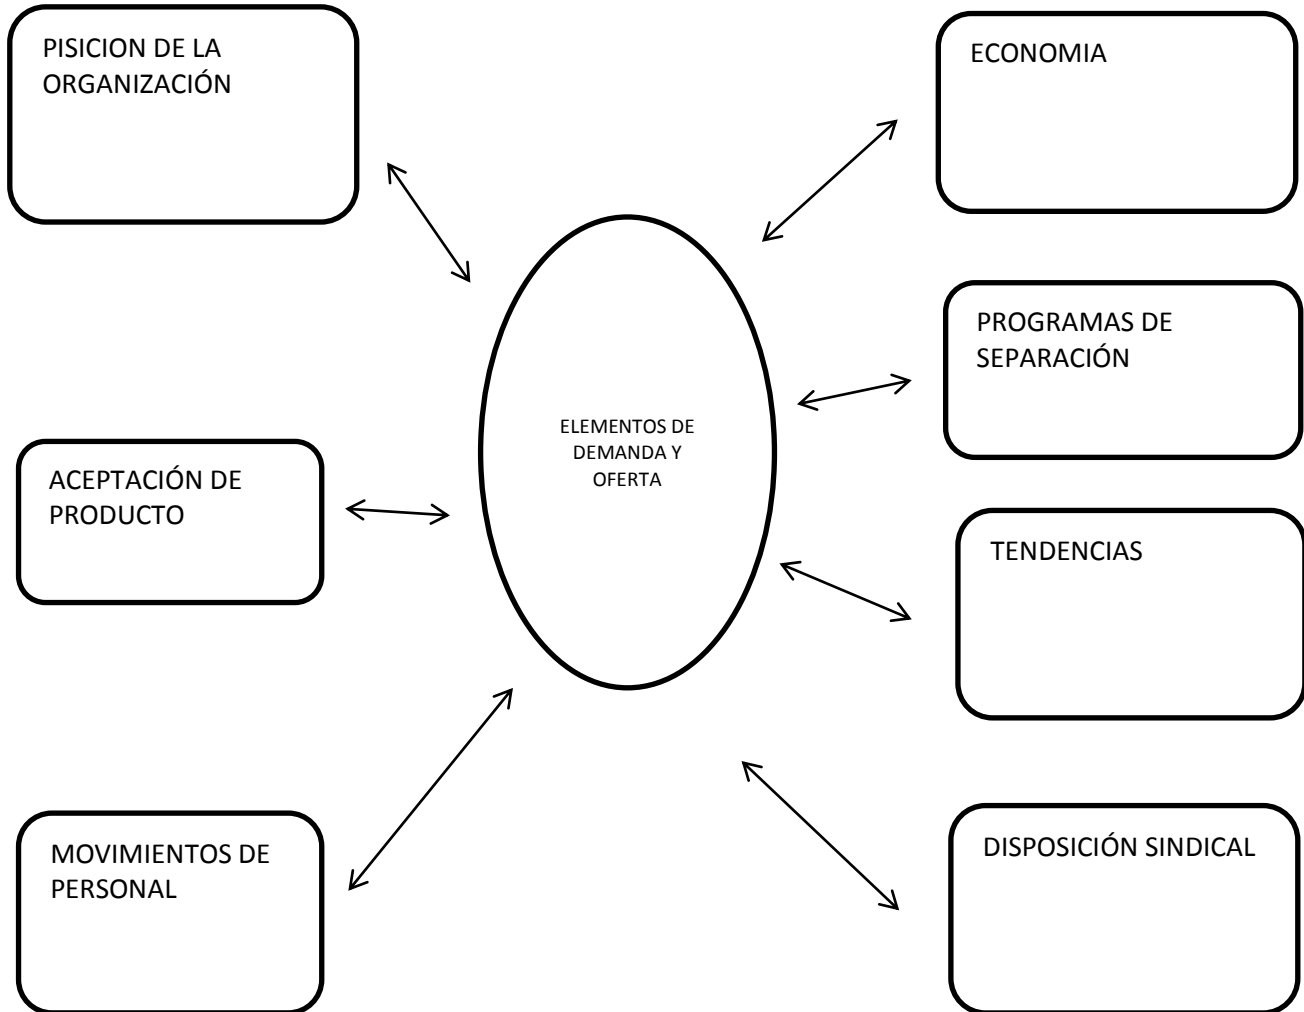 PISICION DE LA
ORGANIZACIÓN
ECONOMIA
PROGRAMAS DE
SEPARACIÓN
ELEMENTOS DE
DEMANDA Y
OFERTA
ACEPTACIÓN DE
PRODUCTO
TENDENCIAS
MOVIMIENTOS DE
PERSONAL
DISPOSICIÓN SINDICAL